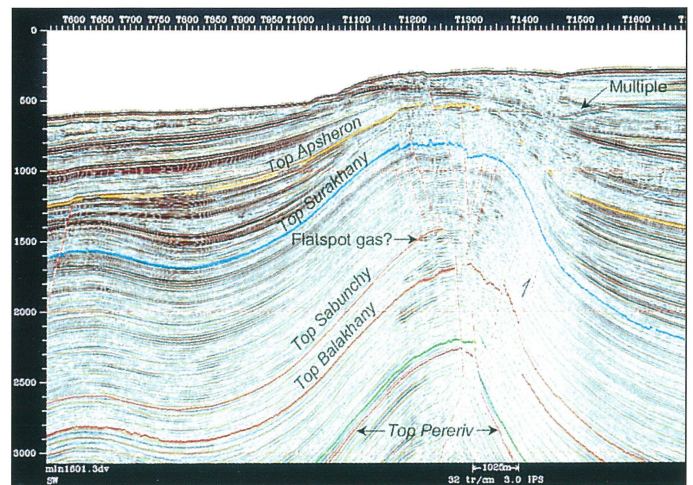 T600 T650 T700 T750 T800 T850 T900 T950 T1000 T1100 T1200 T1300 T1400 T1500 T1600
0
500
1000
1500
2000
2500
3000
Multiple
Top Apsheron
Top Surakhany
Flatspot gas?
Top Sabunchy
Top Balakhany
Top Pereriv
mln1601.3dv
SW
1025m
32 tr/cm 3.0 IPS